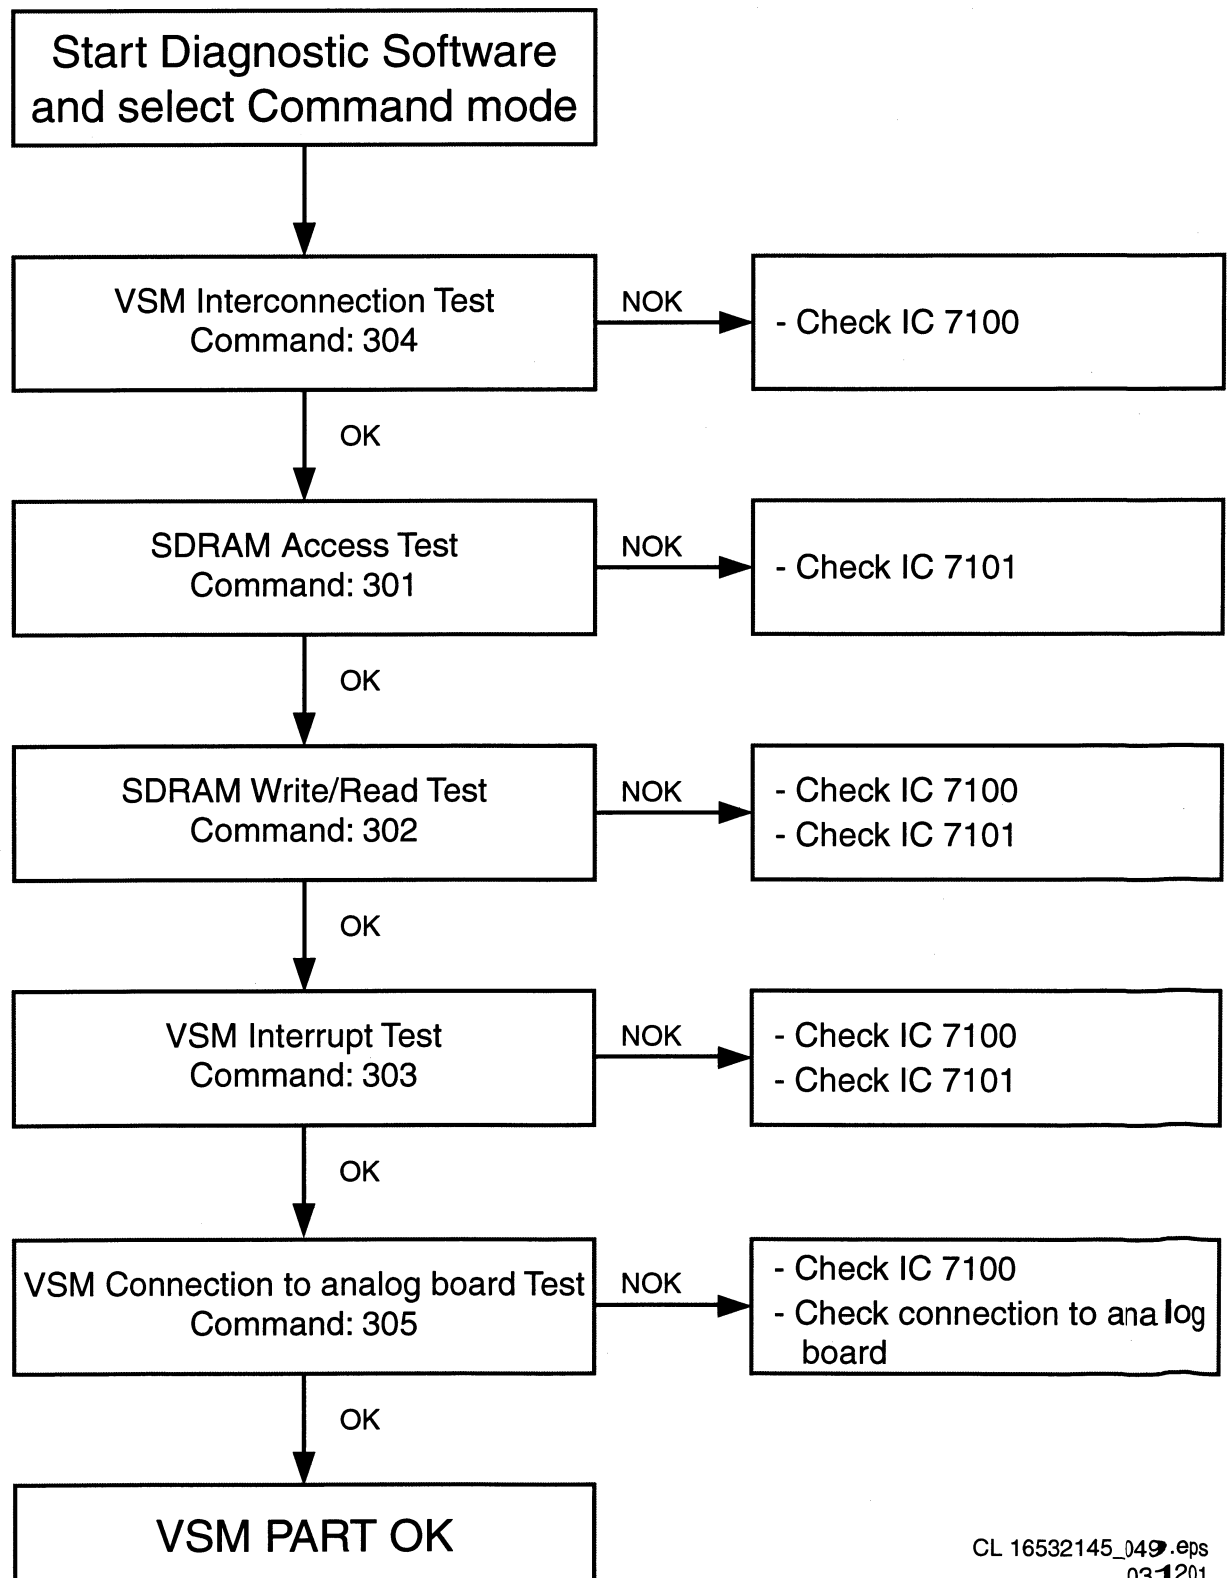 Start Diagnostic Software
and select Command mode
VSM Interconnection Test
Command: 304
NOK
- Check IC 7100
OK
SDRAM Access Test
Command: 301
NOK
- Check IC 7101
OK
SDRAM Write/Read Test
Command: 302
NOK
- Check IC 7100
- Check IC 7101
OK
VSM Interrupt Test
Command: 303
NOK
- Check IC 7100
- Check IC 7101
OK
VSM Connection to analog board Test
Command: 305
NOK
- Check IC 7100
- Check connection to analog
board
OK
VSM PART OK
CL 16532145_049.eps
031201